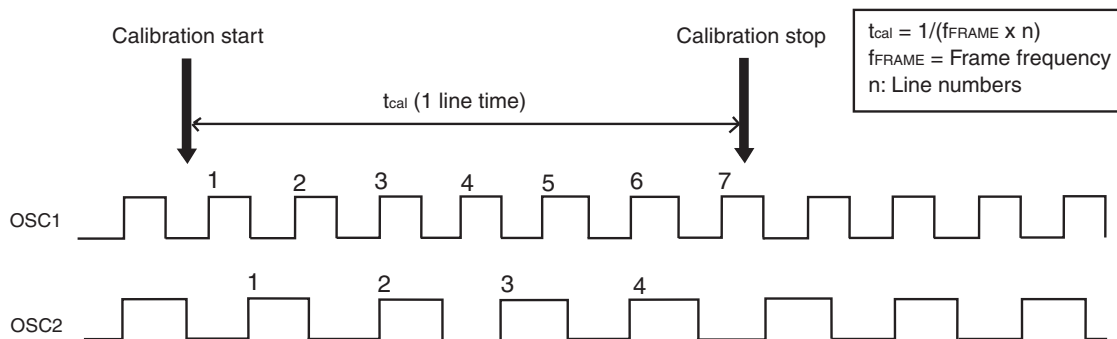 Calibration start
Calibration stop
tcal = 1/(fFRAME x n)
fFRAME = Frame frequency
n: Line numbers
tcal (1 line time)
1 2 3 4 5 6 7
OSC1
1 2 3 4
OSC2